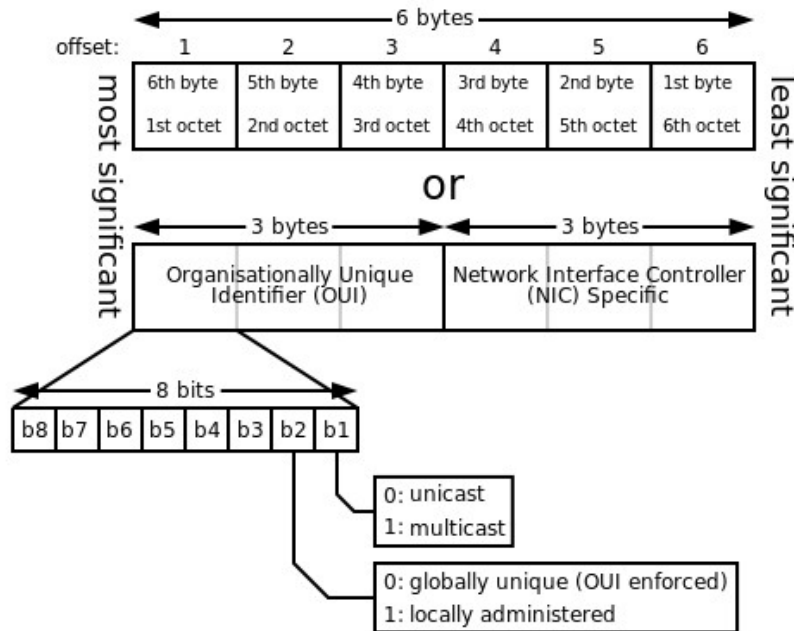 6 bytes
offset: 1 2 3 4 5 6
most significant
6th byte 5th byte 4th byte 3rd byte 2nd byte 1st byte
1st octet 2nd octet 3rd octet 4th octet 5th octet 6th octet
least significant
or
3 bytes 3 bytes
Organisationally Unique
Identifier (OUI)
Network Interface Controller
(NIC) Specific
8 bits
b8 b7 b6 b5 b4 b3 b2 b1
0: unicast
1: multicast
0: globally unique (OUI enforced)
1: locally administered